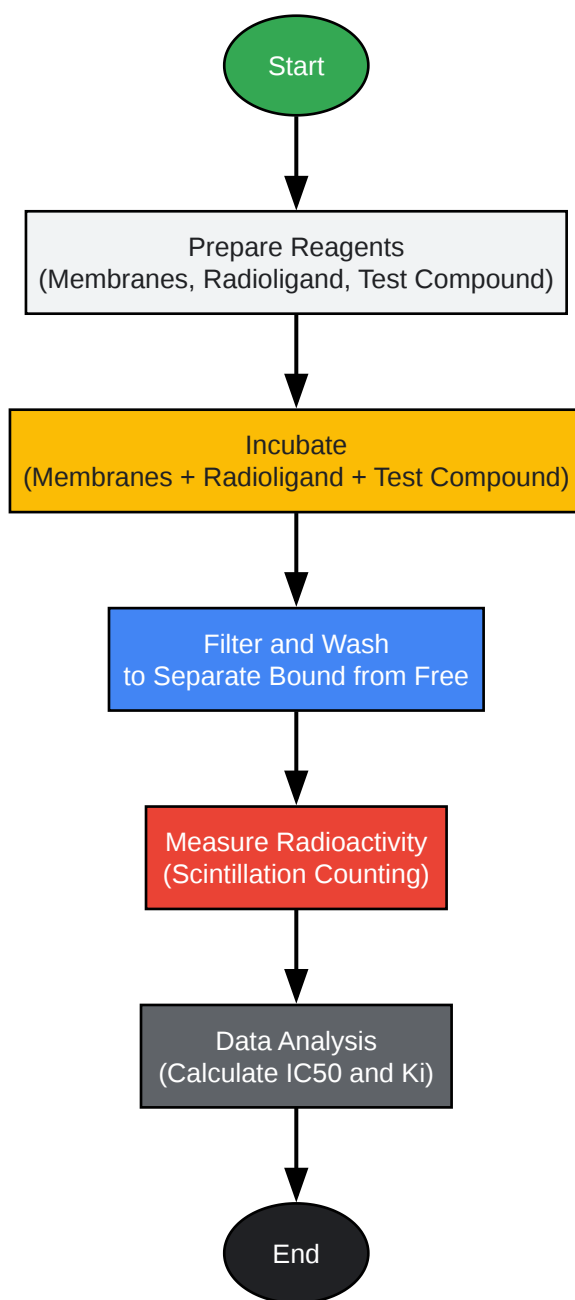 Start
Prepare Reagents
(Membranes, Radioligand, Test Compound)
Incubate
(Membranes + Radioligand + Test Compound)
Filter and Wash
to Separate Bound from Free
Measure Radioactivity
(Scintillation Counting)
Data Analysis
(Calculate IC50 and Ki)
End